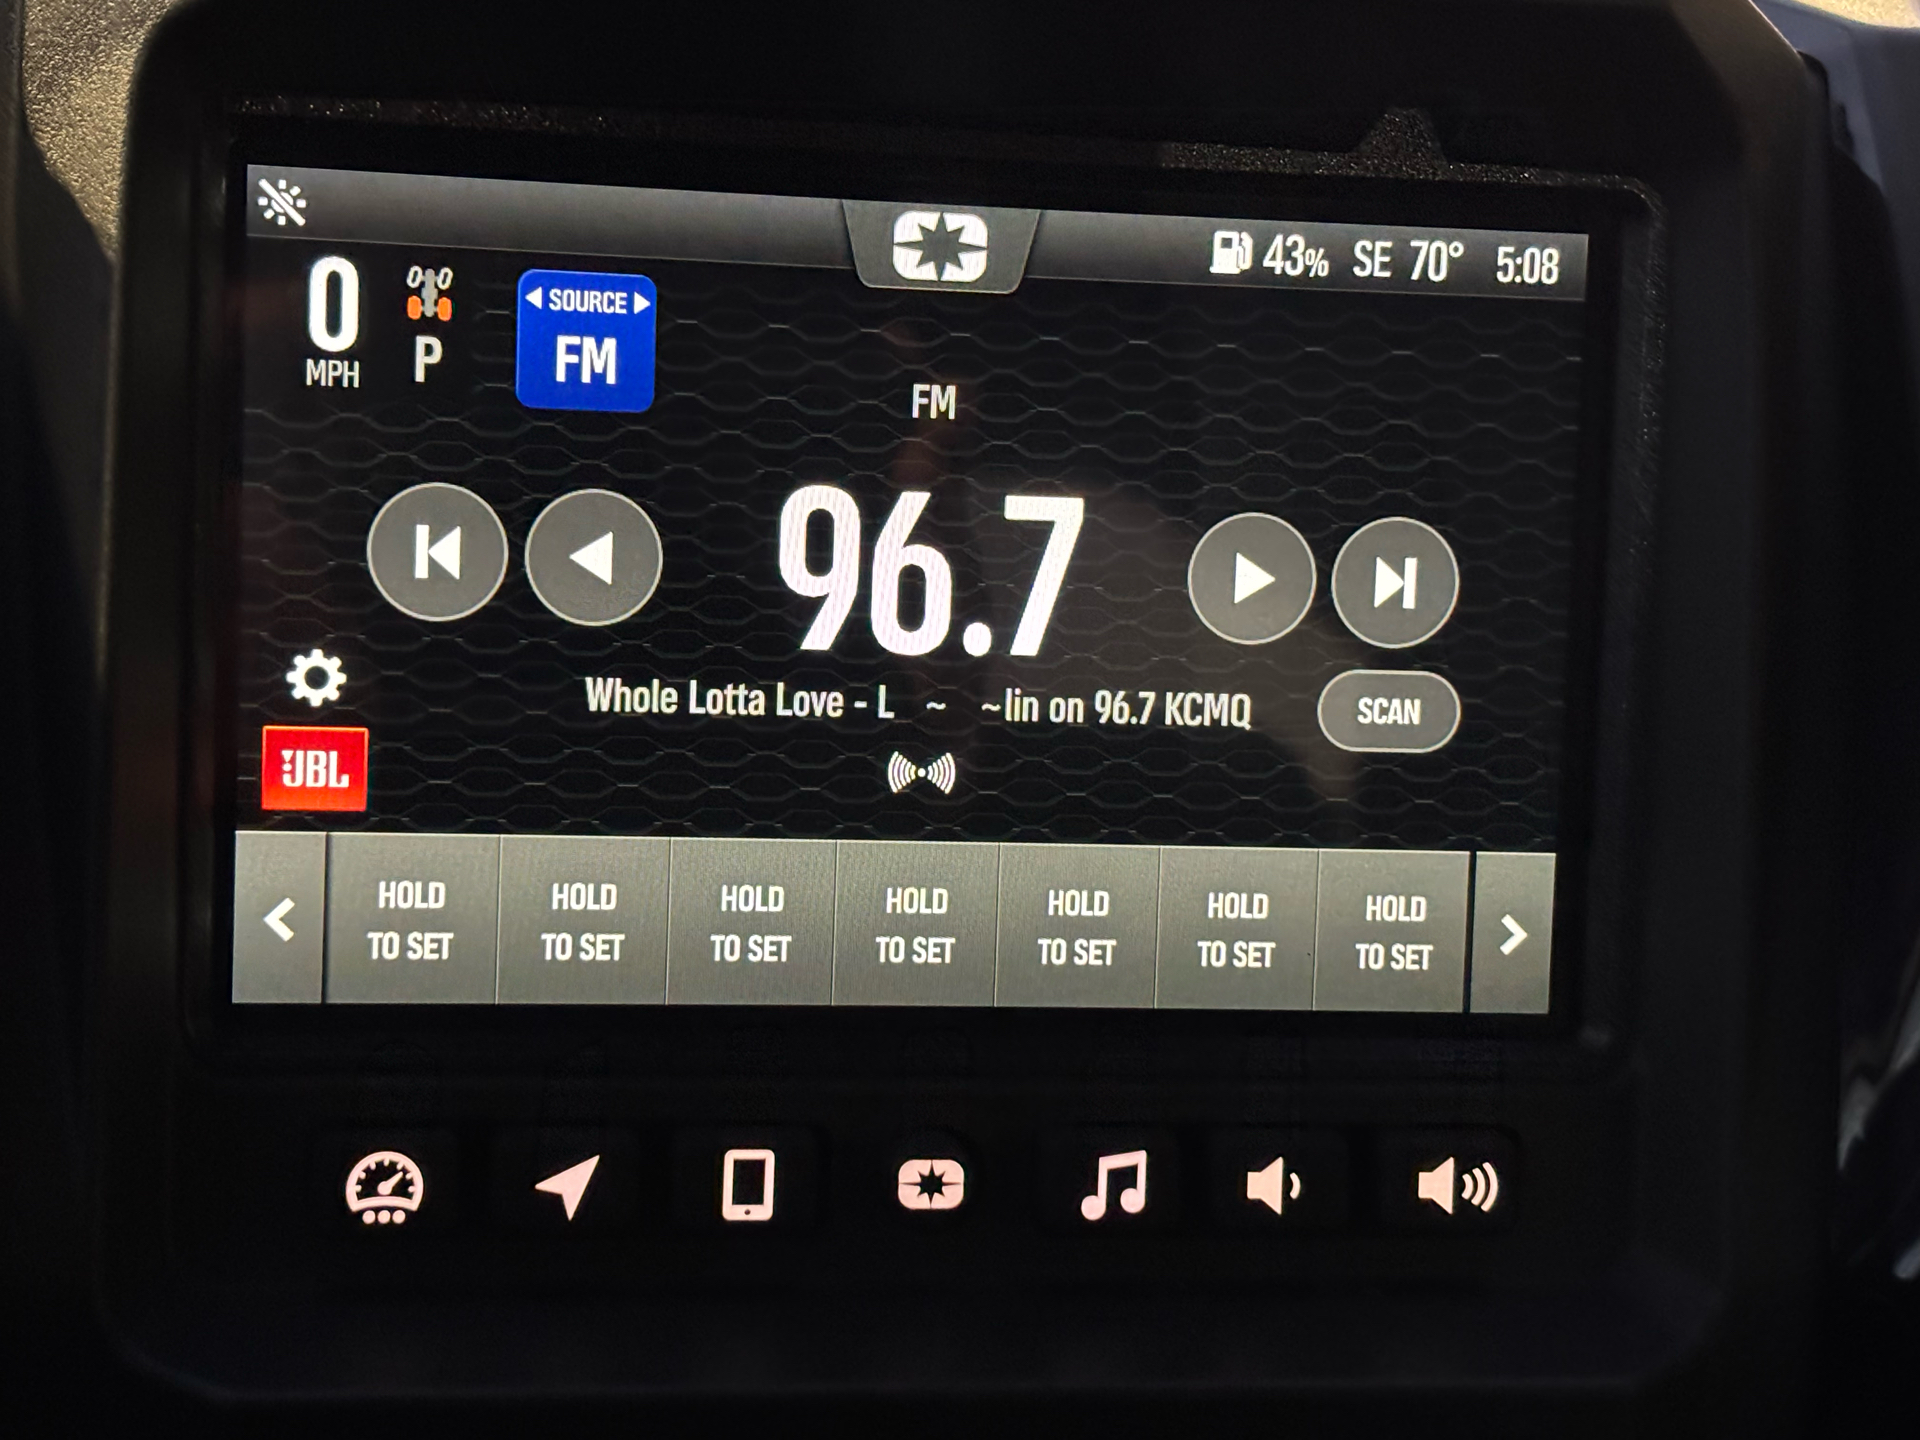 43% SE 70° 5:08
0
MPH
P
SOURCE
FM
FM
96.7
Whole Lotta Love - L ~ ~lin on 96.7 KCMQ
SCAN
JBL
HOLD TO SET
HOLD TO SET
HOLD TO SET
HOLD TO SET
HOLD TO SET
HOLD TO SET
HOLD TO SET